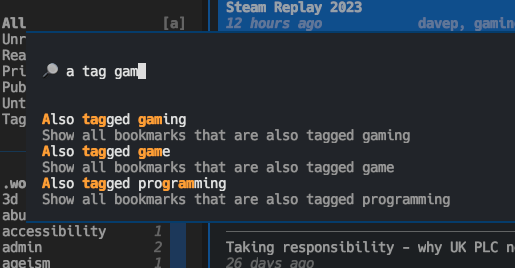 All [a]
Steam Replay 2023
12 hours ago davep, gamin
Unr
Rea
Pri
Pub
Unt
Tag
a tag gam
Also tagged gaming
Show all bookmarks that are also tagged gaming
Also tagged game
Show all bookmarks that are also tagged game
Also tagged programming
Show all bookmarks that are also tagged programming
.wo
3d
abu
accessibility 1
admin 2
ageism 1
Taking responsibility – why UK PLC n
26 days ago